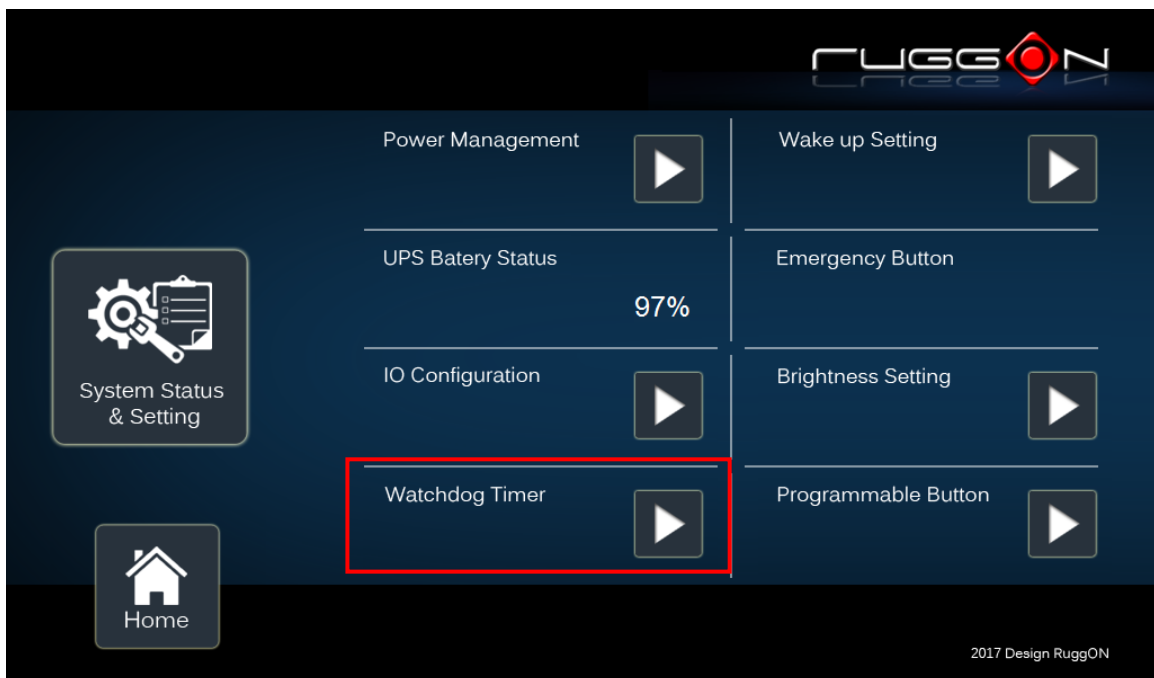 ruggON
Power Management
Wake up Setting
UPS Batery Status
97%
Emergency Button
IO Configuration
Brightness Setting
System Status
& Setting
Watchdog Timer
Programmable Button
Home
2017 Design RuggON